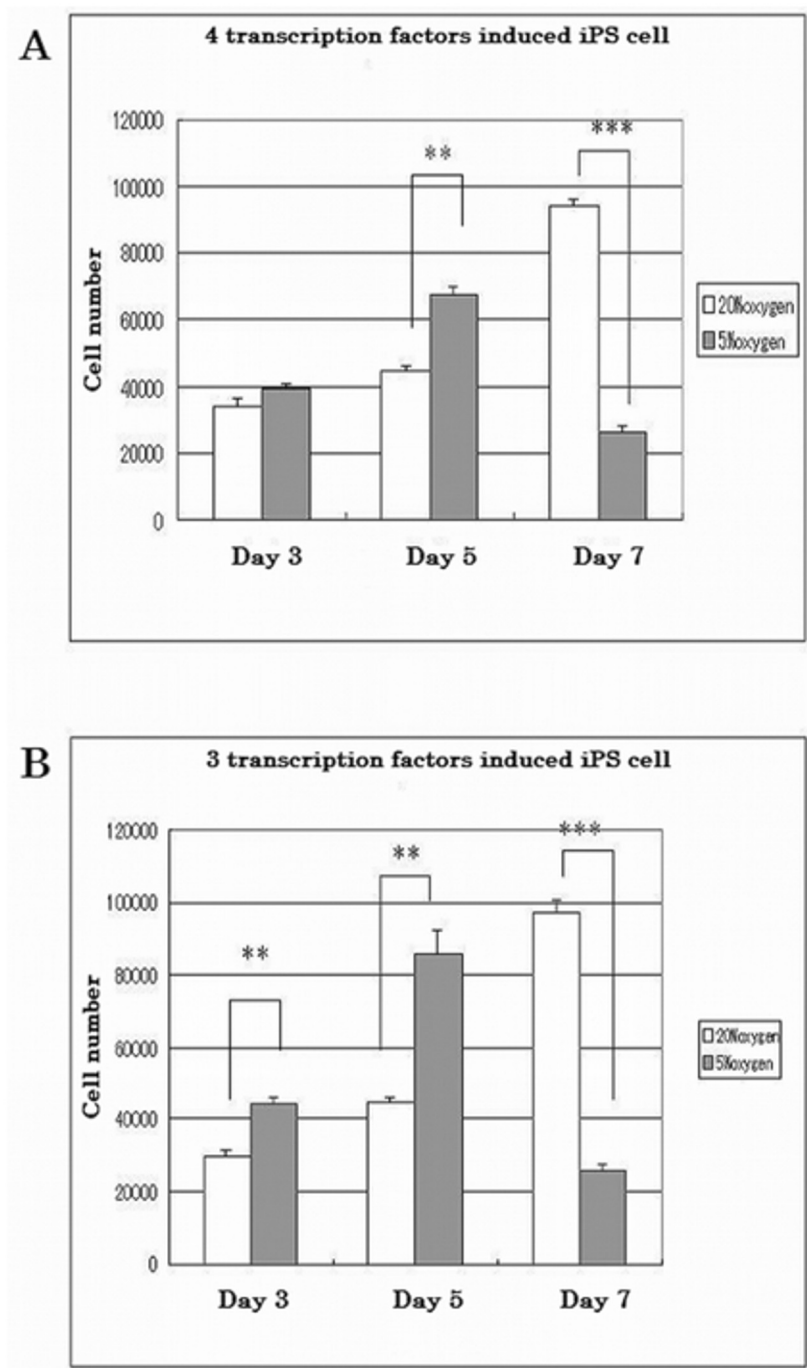 A
4 transcription factors induced iPS cell
120000
100000
80000
60000
40000
20000
0
Cell number
**
***
20%oxygen
5%oxygen
Day 3
Day 5
Day 7
B
3 transcription factors induced iPS cell
120000
100000
80000
60000
40000
20000
0
Cell number
**
**
***
20%oxygen
5%oxygen
Day 3
Day 5
Day 7